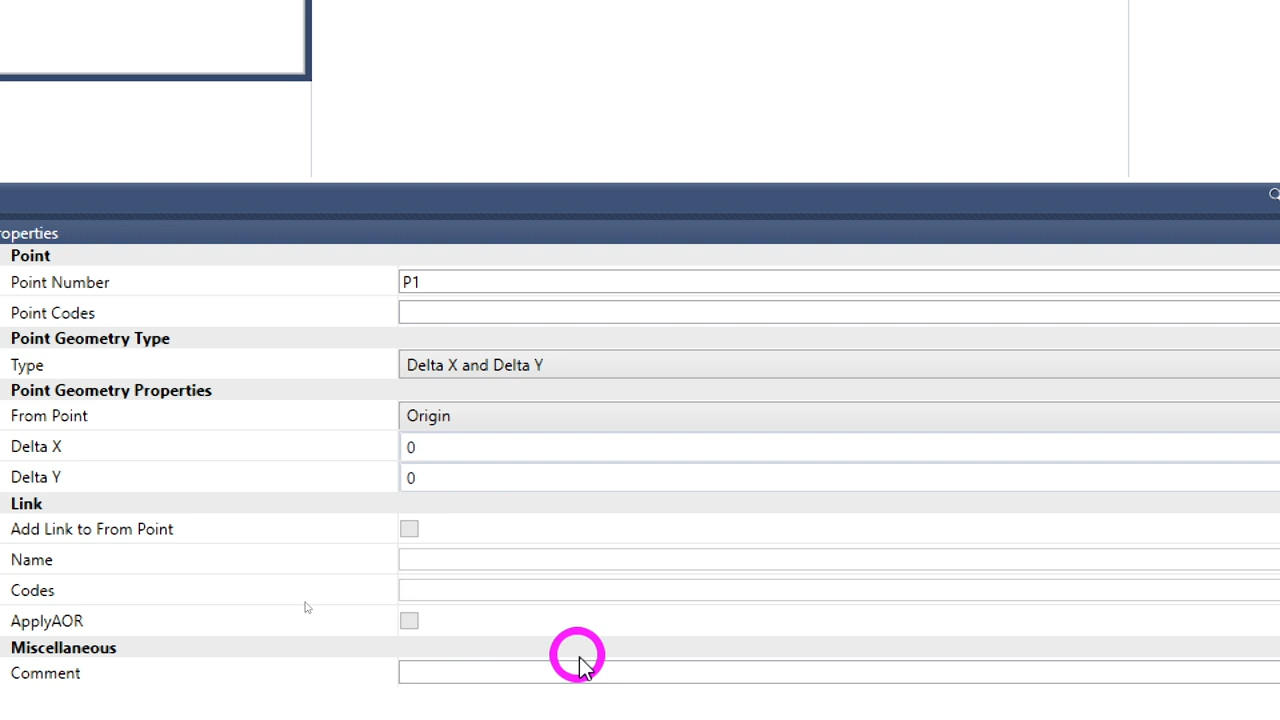 operties
Point
Point Number P1
Point Codes
Point Geometry Type
Type Delta X and Delta Y
Point Geometry Properties
From Point Origin
Delta X 0
Delta Y 0
Link
Add Link to From Point
Name
Codes
ApplyAOR
Miscellaneous
Comment